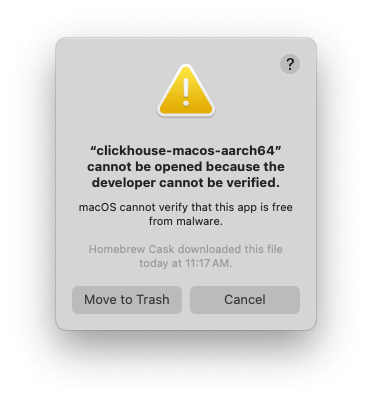 ?
“clickhouse-macos-aarch64”
cannot be opened because the
developer cannot be verified.
macOS cannot verify that this app is free
from malware.
Homebrew Cask downloaded this file
today at 11:17 AM.
Move to Trash
Cancel